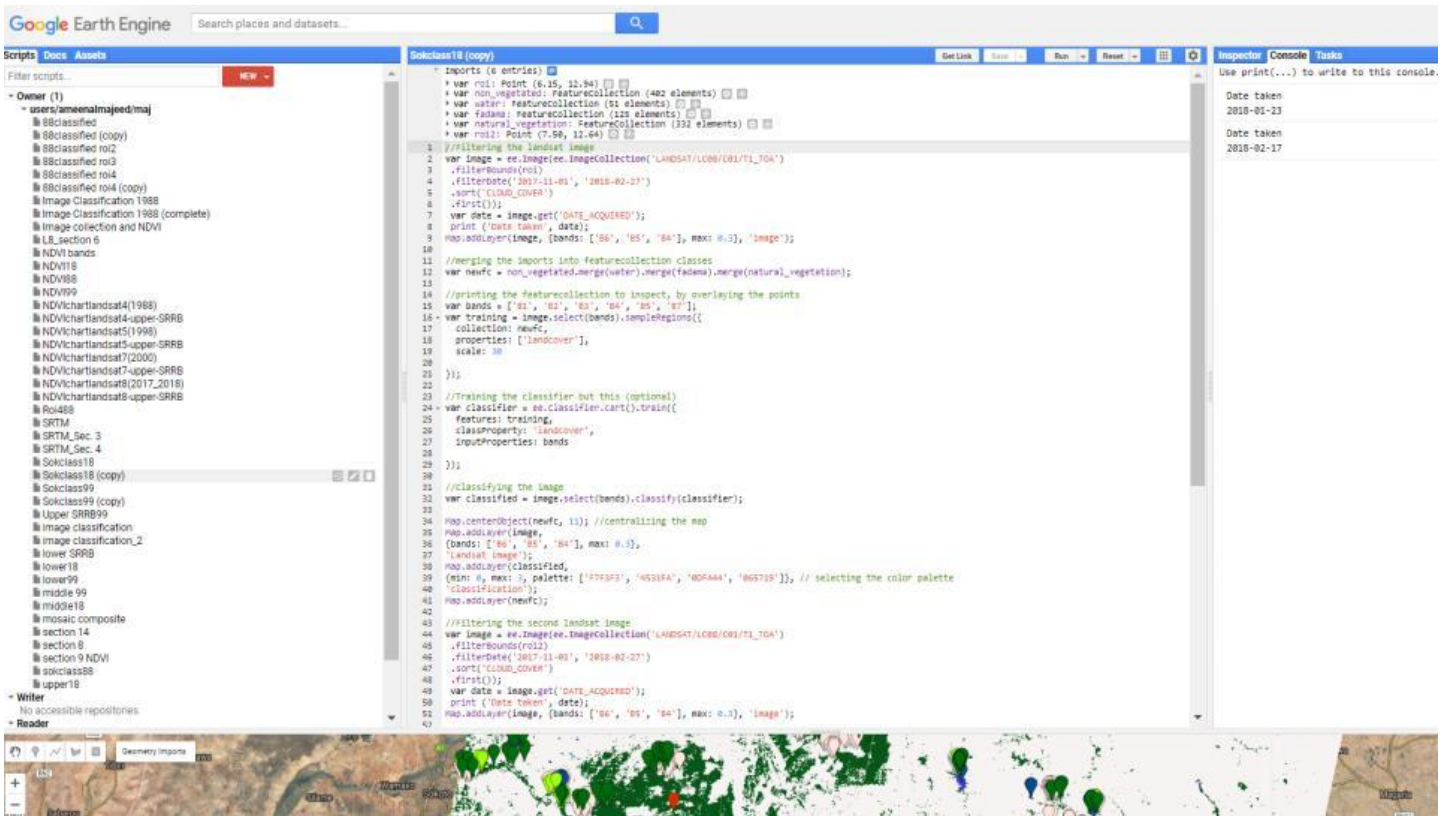 Google Earth Engine
Search places and datasets...
Scripts Docs Assets
Filter scripts...
NEW
Owner (1)
users/ameenalmajeed/maj
88classified
88classified (copy)
88classified roi2
88classified roi3
88classified roi4
88classified roi4 (copy)
Image Classification 1988
Image Classification 1988 (complete)
Image collection and NDVI
L8_section 6
NDVI bands
NDVI18
NDVI88
NDVI99
NDVIchartlandsat4(1988)
NDVIchartlandsat4-upper-SRRB
NDVIchartlandsat5(1998)
NDVIchartlandsat5-upper-SRRB
NDVIchartlandsat7(2000)
NDVIchartlandsat7-upper-SRRB
NDVIchartlandsat8(2017_2018)
NDVIchartlandsat8-upper-SRRB
Roi488
SRTM
SRTM_Sec. 3
SRTM_Sec. 4
Sokclass18
Sokclass18 (copy)
Sokclass99
Sokclass99 (copy)
Upper SRRB99
image classification
image classification_2
lower SRRB
lower18
lower99
middle 99
middle18
mosaic composite
section 14
section 8
section 9 NDVI
sokclass88
upper18
Writer
No accessible repositories
Reader
Sokclass18 (copy)
Get Link Save Run Reset
Imports (6 entries)
var roi: Point (6.15, 12.94)
var non_vegetated: FeatureCollection (402 elements)
var water: FeatureCollection (51 elements)
var fadama: FeatureCollection (125 elements)
var natural_vegetation: FeatureCollection (332 elements)
var roi2: Point (7.50, 12.64)
1 //Filtering the landsat image
2 var image = ee.Image(ee.ImageCollection('LANDSAT/LC08/C01/T1_TOA')
3 .filterBounds(roi)
4 .filterDate('2017-11-01', '2018-02-27')
5 .sort('CLOUD_COVER')
6 .first());
7 var date = image.get('DATE_ACQUIRED');
8 print ('Date taken', date);
9 Map.addLayer(image, {bands: ['B6', 'B5', 'B4'], max: 0.3}, 'image');
10
11 //merging the imports into featurecollection classes
12 var newfc = non_vegetated.merge(water).merge(fadama).merge(natural_vegetation);
13
14 //printing the featurecollection to inspect, by overlaying the points
15 var bands = ['B1', 'B2', 'B3', 'B4', 'B5', 'B7'];
16 var training = image.select(bands).sampleRegions({
17 collection: newfc,
18 properties: ['landcover'],
19 scale: 30
20
21 });
22
23 //Training the classifier but this (optional)
24 var classifier = ee.Classifier.cart().train({
25 features: training,
26 classProperty: 'landcover',
27 inputProperties: bands
28
29 });
30
31 //classifying the image
32 var classified = image.select(bands).classify(classifier);
33
34 Map.centerObject(newfc, 11); //centralizing the map
35 Map.addLayer(image,
36 {bands: ['B6', 'B5', 'B4'], max: 0.3},
37 'Landsat image');
38 Map.addLayer(classified,
39 {min: 0, max: 3, palette: ['F7F3F3', '4531FA', '0DFA44', '065719']}, // selecting the color palette
40 'classification');
41 Map.addLayer(newfc);
42
43 //Filtering the second landsat image
44 var image = ee.Image(ee.ImageCollection('LANDSAT/LC08/C01/T1_TOA')
45 .filterBounds(roi2)
46 .filterDate('2017-11-01', '2018-02-27')
47 .sort('CLOUD_COVER')
48 .first());
49 var date = image.get('DATE_ACQUIRED');
50 print ('Date taken', date);
51 Map.addLayer(image, {bands: ['B6', 'B5', 'B4'], max: 0.3}, 'image');
52
Inspector Console Tasks
Use print(...) to write to this console.
Date taken
2018-01-23
Date taken
2018-02-17
Geometry Imports
Wamako
Sokoto
Silame